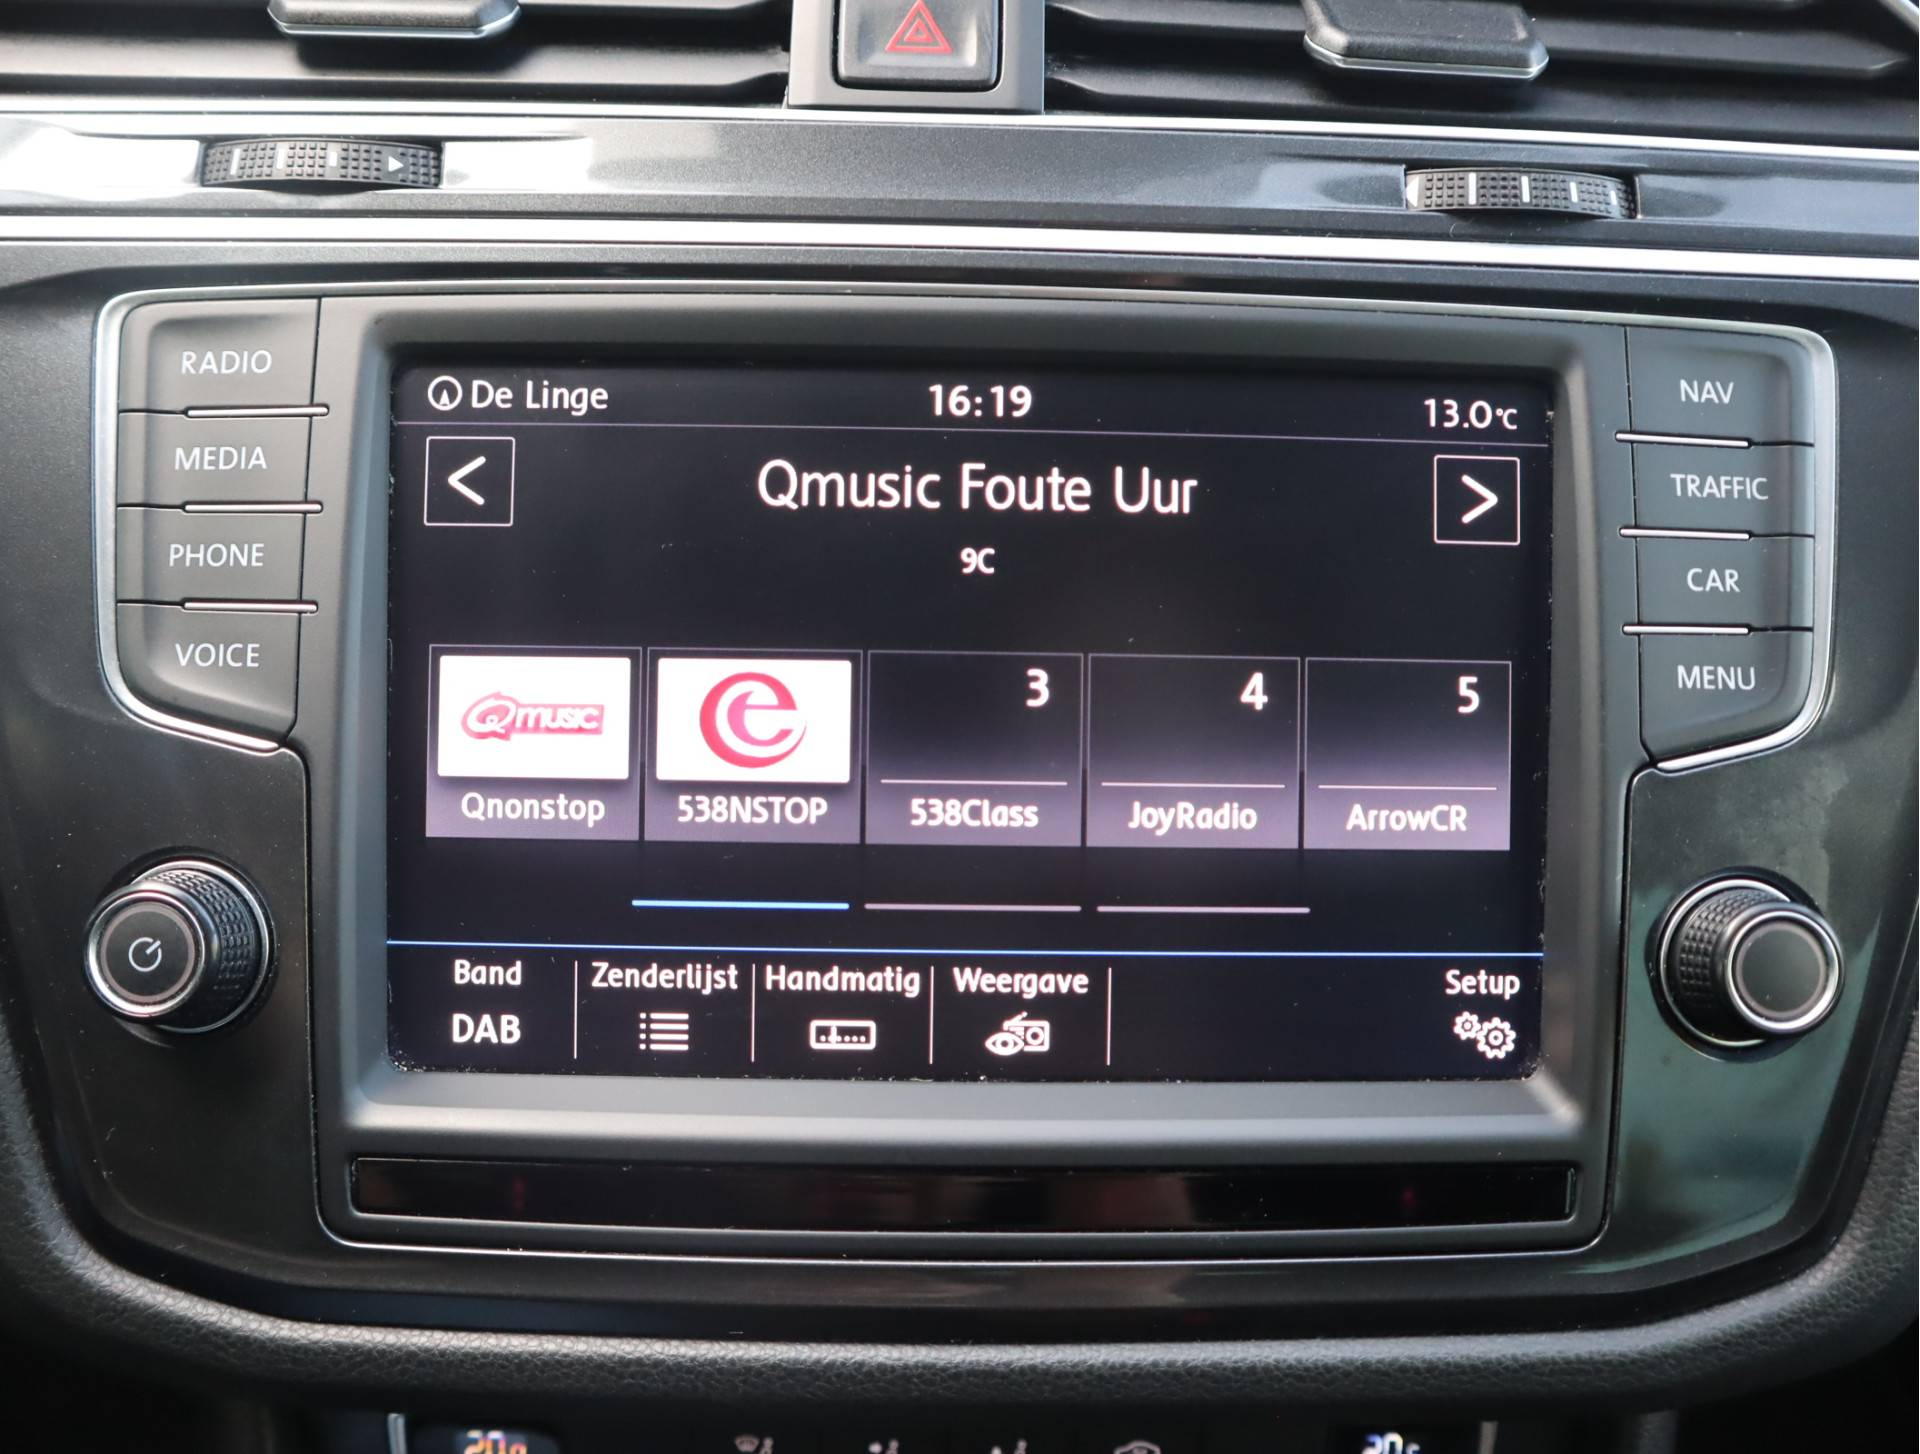 RADIO
MEDIA
PHONE
VOICE
De Linge 16:19 13.0°C
< Qmusic Foute Uur >
9C
Qmusic e 3 4 5
Qnonstop 538NSTOP 538Class JoyRadio ArrowCR
Band Zenderlijst Handmatig Weergave Setup
DAB
NAV
TRAFFIC
CAR
MENU